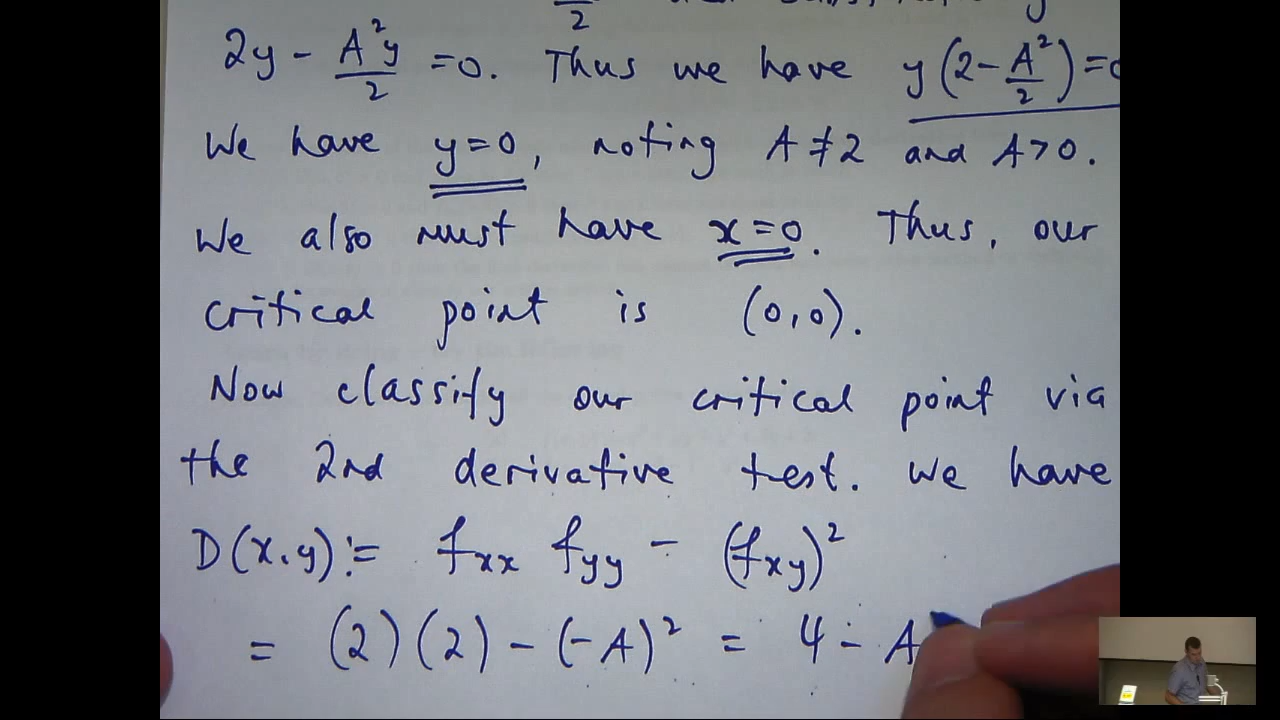 2
2y - A²y/2 = 0. Thus we have y(2 - A²/2) = 0
We have y=0, noting A≠2 and A>0.
We also must have x=0. Thus, our
critical point is (0,0).
Now classify our critical point via
the 2nd derivative test. We have
D(x,y) := fxx fyy - (fxy)²
= (2)(2) - (-A)² = 4 - A